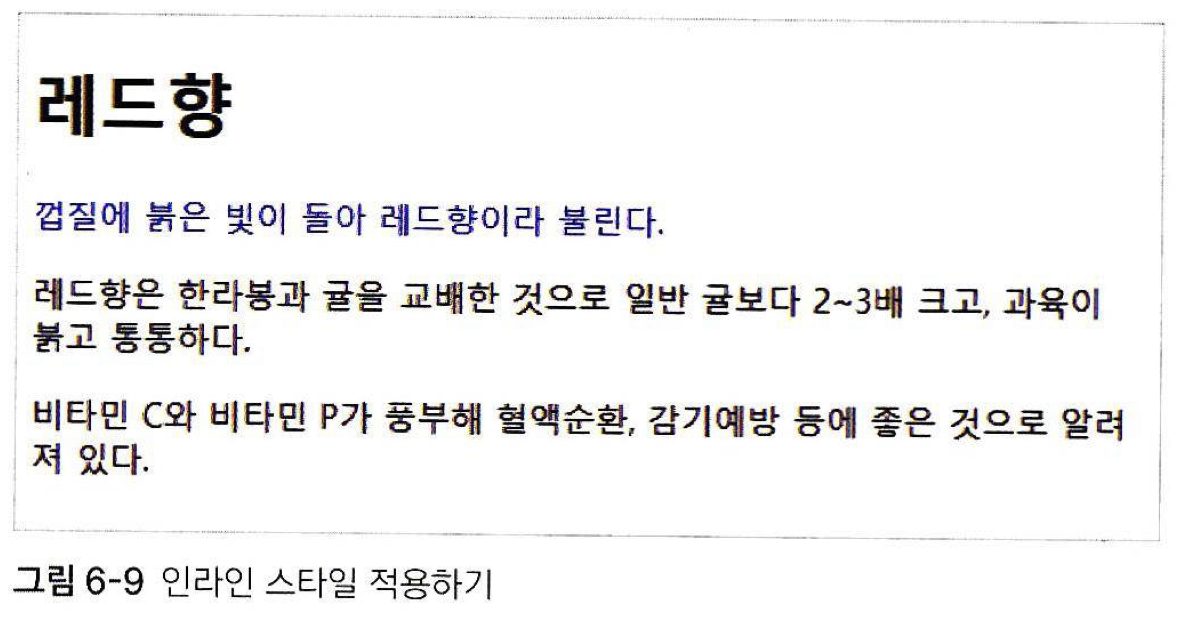 레드향
껍질에 붉은 빛이 돌아 레드향이라 불린다.
레드향은 한라봉과 귤을 교배한 것으로 일반 귤보다 2~3배 크고, 과육이
붉고 통통하다.
비타민 C와 비타민 P가 풍부해 혈액순환, 감기예방 등에 좋은 것으로 알려
져 있다.
그림 6-9 인라인 스타일 적용하기